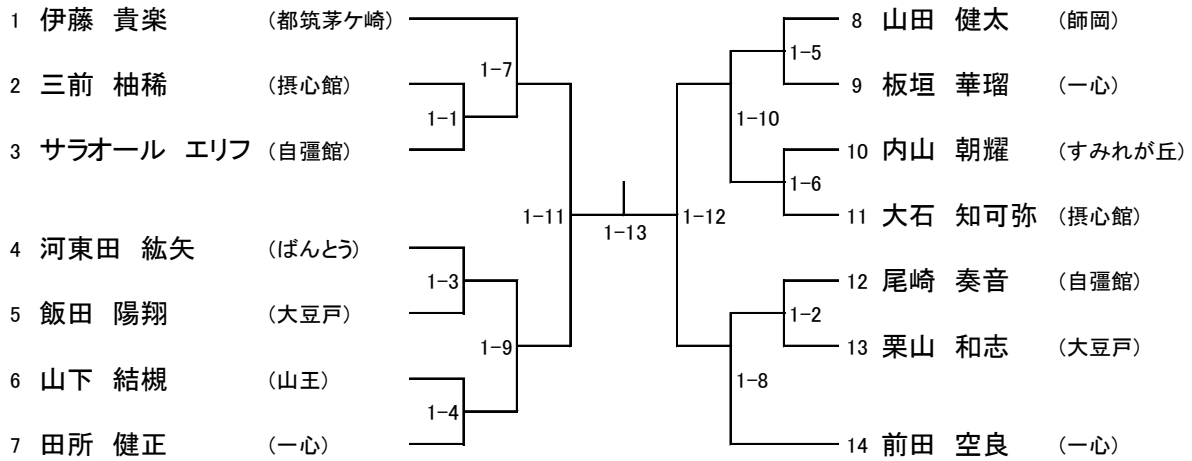 1 伊藤 貴楽 (都筑茅ケ崎)
2 三前 柚稀 (摂心館)
3 サラオール エリフ (自彊館)
4 河東田 紘矢 (ばんとう)
5 飯田 陽翔 (大豆戸)
6 山下 結槻 (山王)
7 田所 健正 (一心)
1-7
1-1
1-11
1-3
1-9
1-4
1-13
1-5
1-10
1-6
1-12
1-2
1-8
8 山田 健太 (師岡)
9 板垣 華瑠 (一心)
10 内山 朝耀 (すみれが丘)
11 大石 知可弥 (摂心館)
12 尾崎 奏音 (自彊館)
13 栗山 和志 (大豆戸)
14 前田 空良 (一心)